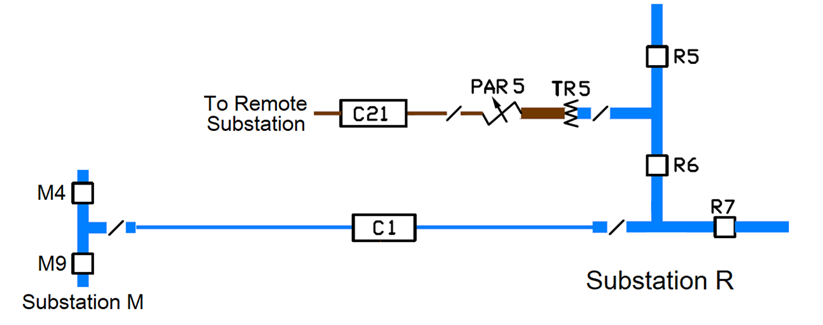 R5
PAR 5
TR5
To Remote
Substation
C21
R6
M4
R7
C1
M9
Substation R
Substation M